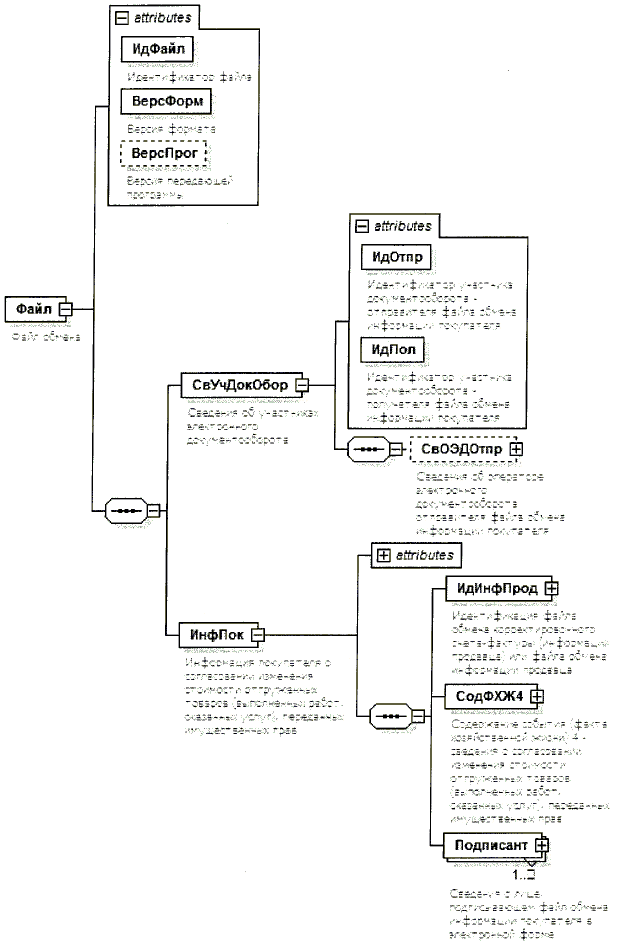 attributes
ИдФайл
Идентификатор файла
ВерсФорм
Версия формата
ВерсПрог
Версия передающей
программы
attributes
ИдОтпр
Идентификатор участника
документооборота -
отправителя файла обмена
информации покупателя
ИдПол
Идентификатор участника
документооборота -
получателя файла обмена
информации покупателя
Файл
Файл обмена
СвУчДокОбор
Сведения об участниках
электронного
документооборота
СвОЭДОтпр
Сведения об операторе
электронного
документооборота
отправителя файла обмена
информации покупателя
attributes
ИнфПок
Информация покупателя о
согласовании изменения
стоимости отгруженных
товаров (выполненных работ,
оказанных услуг), переданных
имущественных прав
ИдИнфПрод
Идентификация файла
обмена корректировочного
счета-фактуры (информации
продавца) или файла обмена
информации продавца
СодФХЖ4
Содержание события (факта
хозяйственной жизни) 4 -
сведения о согласовании
изменения стоимости
отгруженных товаров
(выполненных работ,
оказанных услуг), переданных
имущественных прав
Подписант
1..
Сведения о лице,
подписывающем файл обмена
информации покупателя в
электронной форме